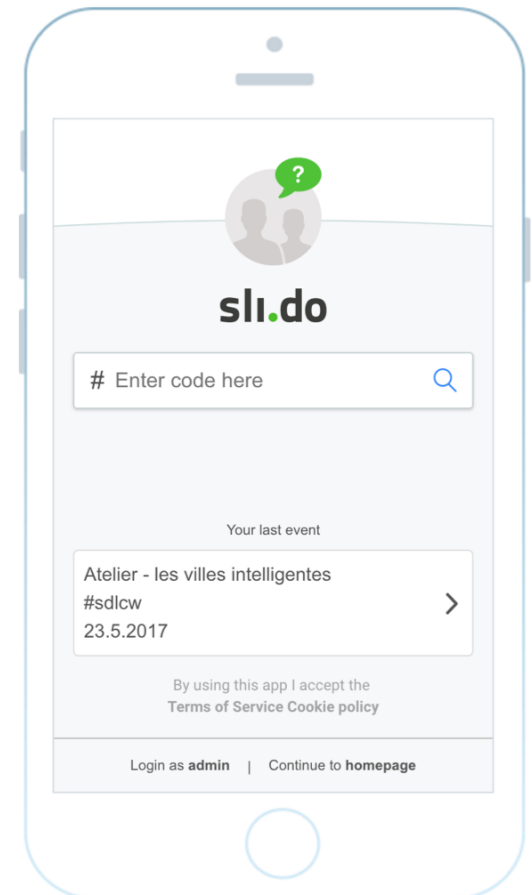 ?
sli.do
# Enter code here
Your last event
Atelier - les villes intelligentes
#sdlcw
23.5.2017
By using this app I accept the
Terms of Service Cookie policy
Login as admin | Continue to homepage